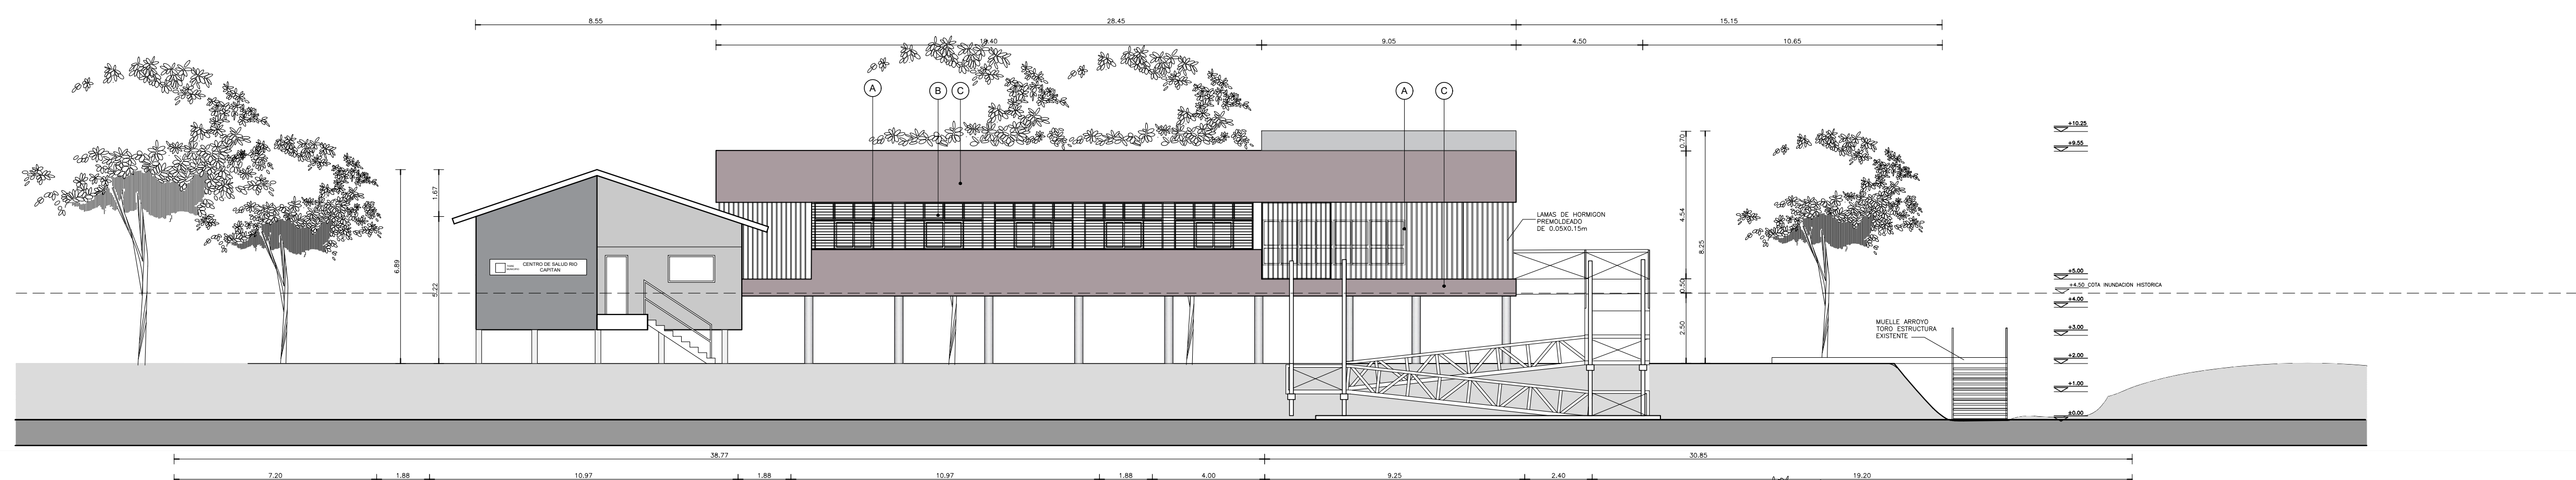 8.55
28.45
15.15
19.40
9.05
4.50
10.65
A
B
C
A
C
0.70
4.54
8.25
0.50
2.50
1.67
6.89
5.22
CENTRO DE SALUD RIO
CAPITAN
LAMAS DE HORMIGON
PREMOLDEADO
DE 0.05X0.15m
MUELLE ARROYO
TORO ESTRUCTURA
EXISTENTE
+10.25
+9.55
+5.00
+4.50 COTA INUNDACION HISTORICA
+4.00
+3.00
+2.00
+1.00
±0.00
38.77
30.85
7.20
1.88
10.97
1.88
10.97
1.88
4.00
9.25
2.40
19.20